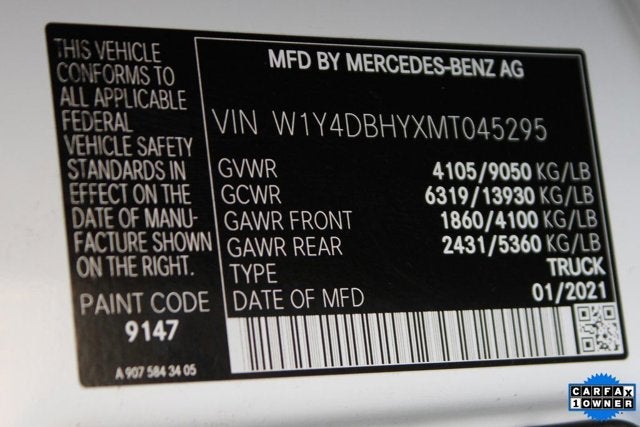 THIS VEHICLE
CONFORMS TO
ALL APPLICABLE
FEDERAL
VEHICLE SAFETY
STANDARDS IN
EFFECT ON THE
DATE OF MANU-
FACTURE SHOWN
ON THE RIGHT.
PAINT CODE
9147
A 907 584 34 05
MFD BY MERCEDES-BENZ AG
VIN W1Y4DBHYXMT045295
GVWR 4105/9050 KG/LB
GCWR 6319/13930 KG/LB
GAWR FRONT 1860/4100 KG/LB
GAWR REAR 2431/5360 KG/LB
TYPE TRUCK
DATE OF MFD 01/2021
CARFAX
1 OWNER